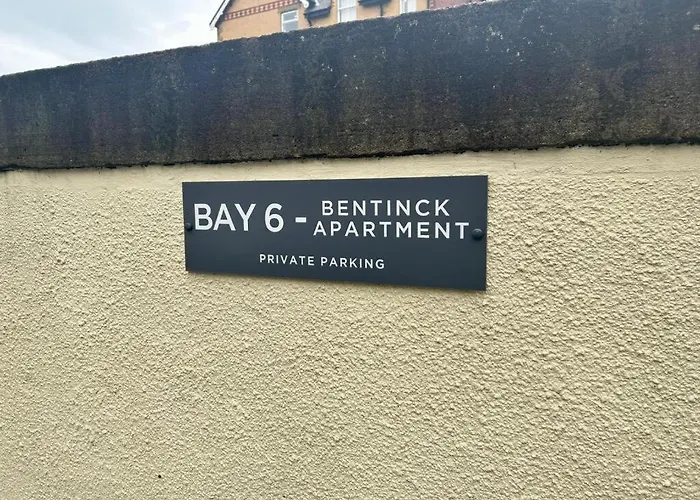 BAY 6 - BENTINCK
APARTMENT
PRIVATE PARKING